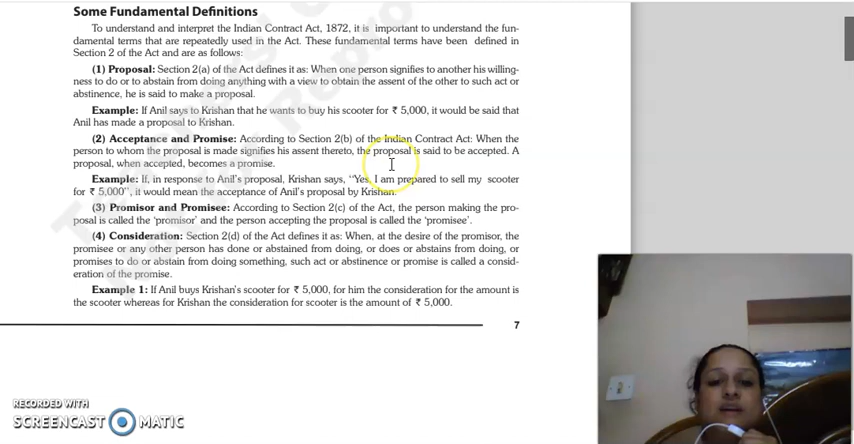 Some Fundamental Definitions
To understand and interpret the Indian Contract Act, 1872, it is important to understand the fun-
damental terms that are repeatedly used in the Act. These fundamental terms have been defined in
Section 2 of the Act and are as follows:
(1) Proposal: Section 2(a) of the Act defines it as: When one person signifies to another his willing-
ness to do or to abstain from doing anything with a view to obtain the assent of the other to such act or
abstinence, he is said to make a proposal.
Example: If Anil says to Krishan that he wants to buy his scooter for ₹ 5,000, it would be said that
Anil has made a proposal to Krishan.
(2) Acceptance and Promise: According to Section 2(b) of the Indian Contract Act: When the
person to whom the proposal is made signifies his assent thereto, the proposal is said to be accepted. A
proposal, when accepted, becomes a promise.
Example: If, in response to Anil's proposal, Krishan says, "Yes, I am prepared to sell my scooter
for ₹ 5,000", it would mean the acceptance of Anil's proposal by Krishan.
(3) Promisor and Promisee: According to Section 2(c) of the Act, the person making the pro-
posal is called the 'promisor' and the person accepting the proposal is called the 'promisee'.
(4) Consideration: Section 2(d) of the Act defines it as: When, at the desire of the promisor, the
promisee or any other person has done or abstained from doing, or does or abstains from doing, or
promises to do or abstain from doing something, such act or abstinence or promise is called a consid-
eration of the promise.
Example 1: If Anil buys Krishan's scooter for ₹ 5,000, for him the consideration for the amount is
the scooter whereas for Krishan the consideration for scooter is the amount of ₹ 5,000.
7
RECORDED WITH
SCREENCAST MATIC